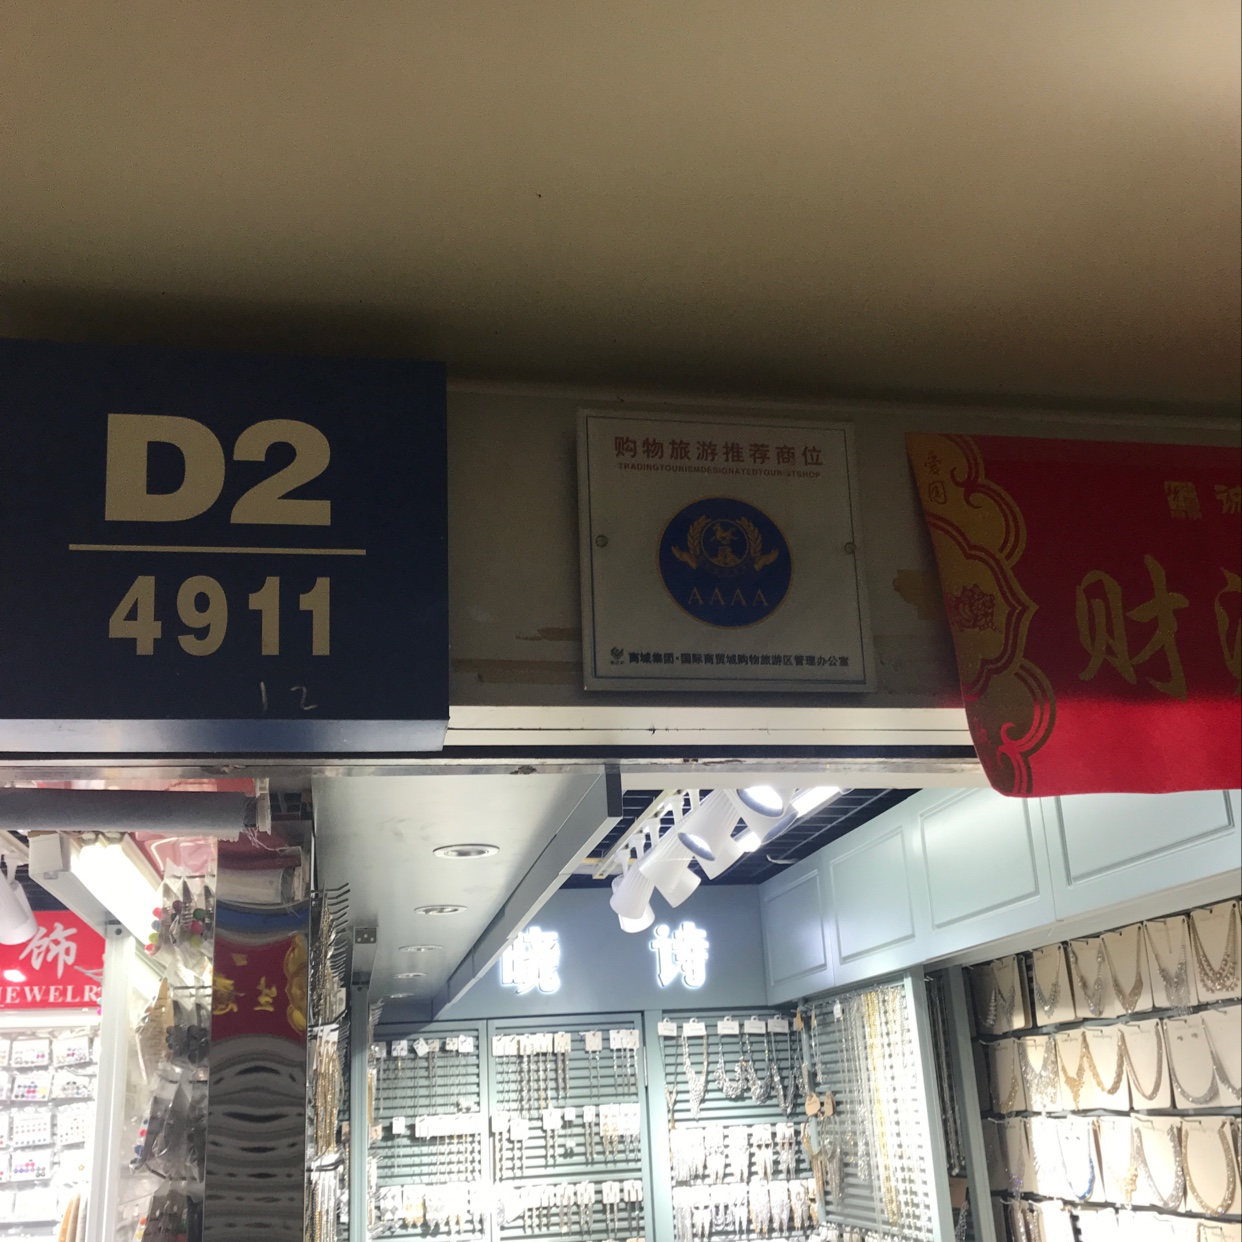 D2
4911
12
购物旅游推荐商位
TRADINGTOURISMDESIGNATEDTOURISTSHOP
AAAA
商城集团·国际商贸城购物旅游区管理办公室
诚
财
饰
JEWELR
晓诗